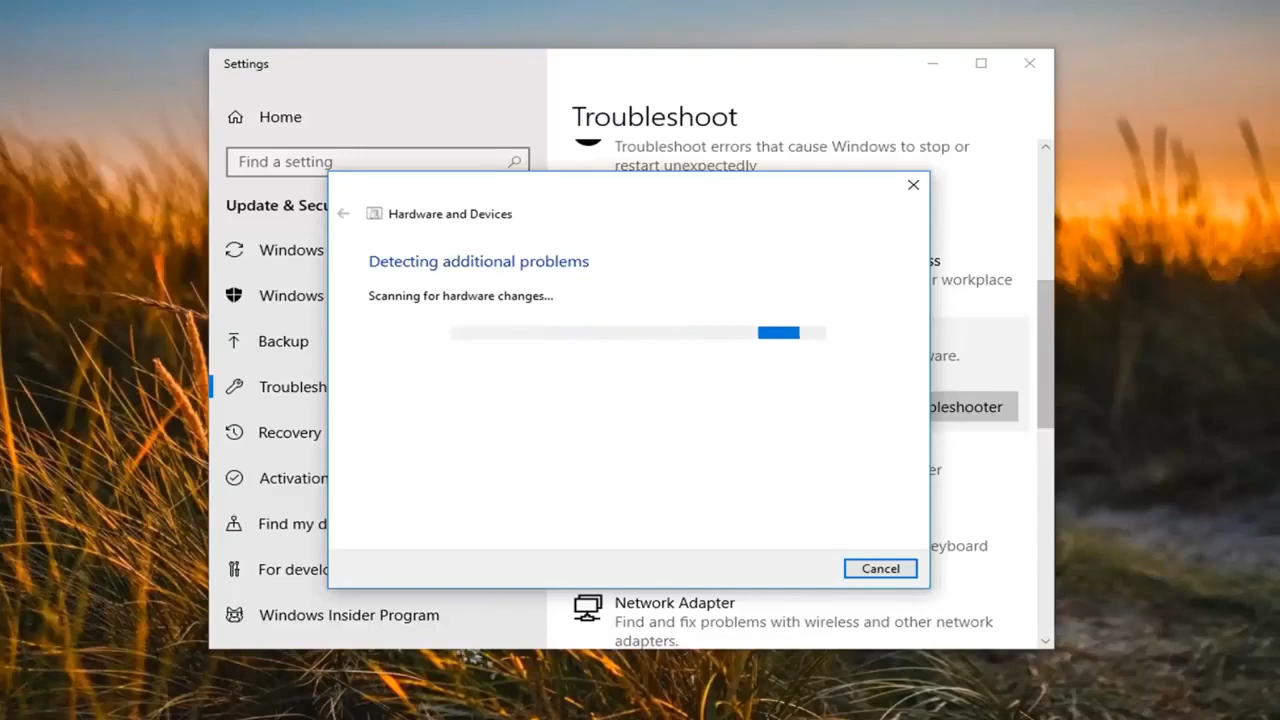 Settings
Home
Find a setting
Update & Secu
Windows
Windows
Backup
Troublesh
Recovery
Activation
Find my d
For develo
Windows Insider Program
Troubleshoot
Troubleshoot errors that cause Windows to stop or
restart unexpectedly
ss
r workplace
ware.
bleshooter
er
eyboard
Network Adapter
Find and fix problems with wireless and other network
adapters.
Hardware and Devices
Detecting additional problems
Scanning for hardware changes...
Cancel